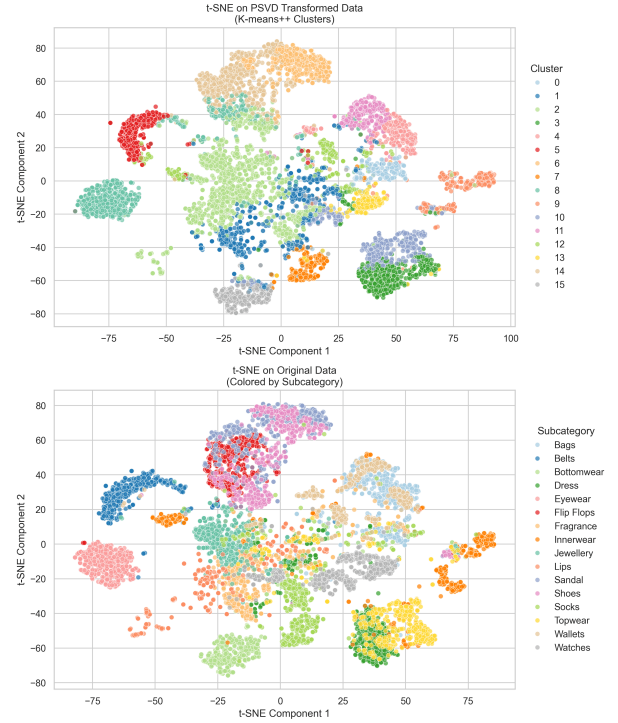 t-SNE on PSVD Transformed Data
(K-means++ Clusters)
80
60
40
20
0
−20
−40
−60
−80
t-SNE Component 2
−75
−50
−25
0
25
50
75
100
t-SNE Component 1
Cluster
0
1
2
3
4
5
6
7
8
9
10
11
12
13
14
15
t-SNE on Original Data
(Colored by Subcategory)
80
60
40
20
0
−20
−40
−60
−80
t-SNE Component 2
−75
−50
−25
0
25
50
75
t-SNE Component 1
Subcategory
Bags
Belts
Bottomwear
Dress
Eyewear
Flip Flops
Fragrance
Innerwear
Jewellery
Lips
Sandal
Shoes
Socks
Topwear
Wallets
Watches